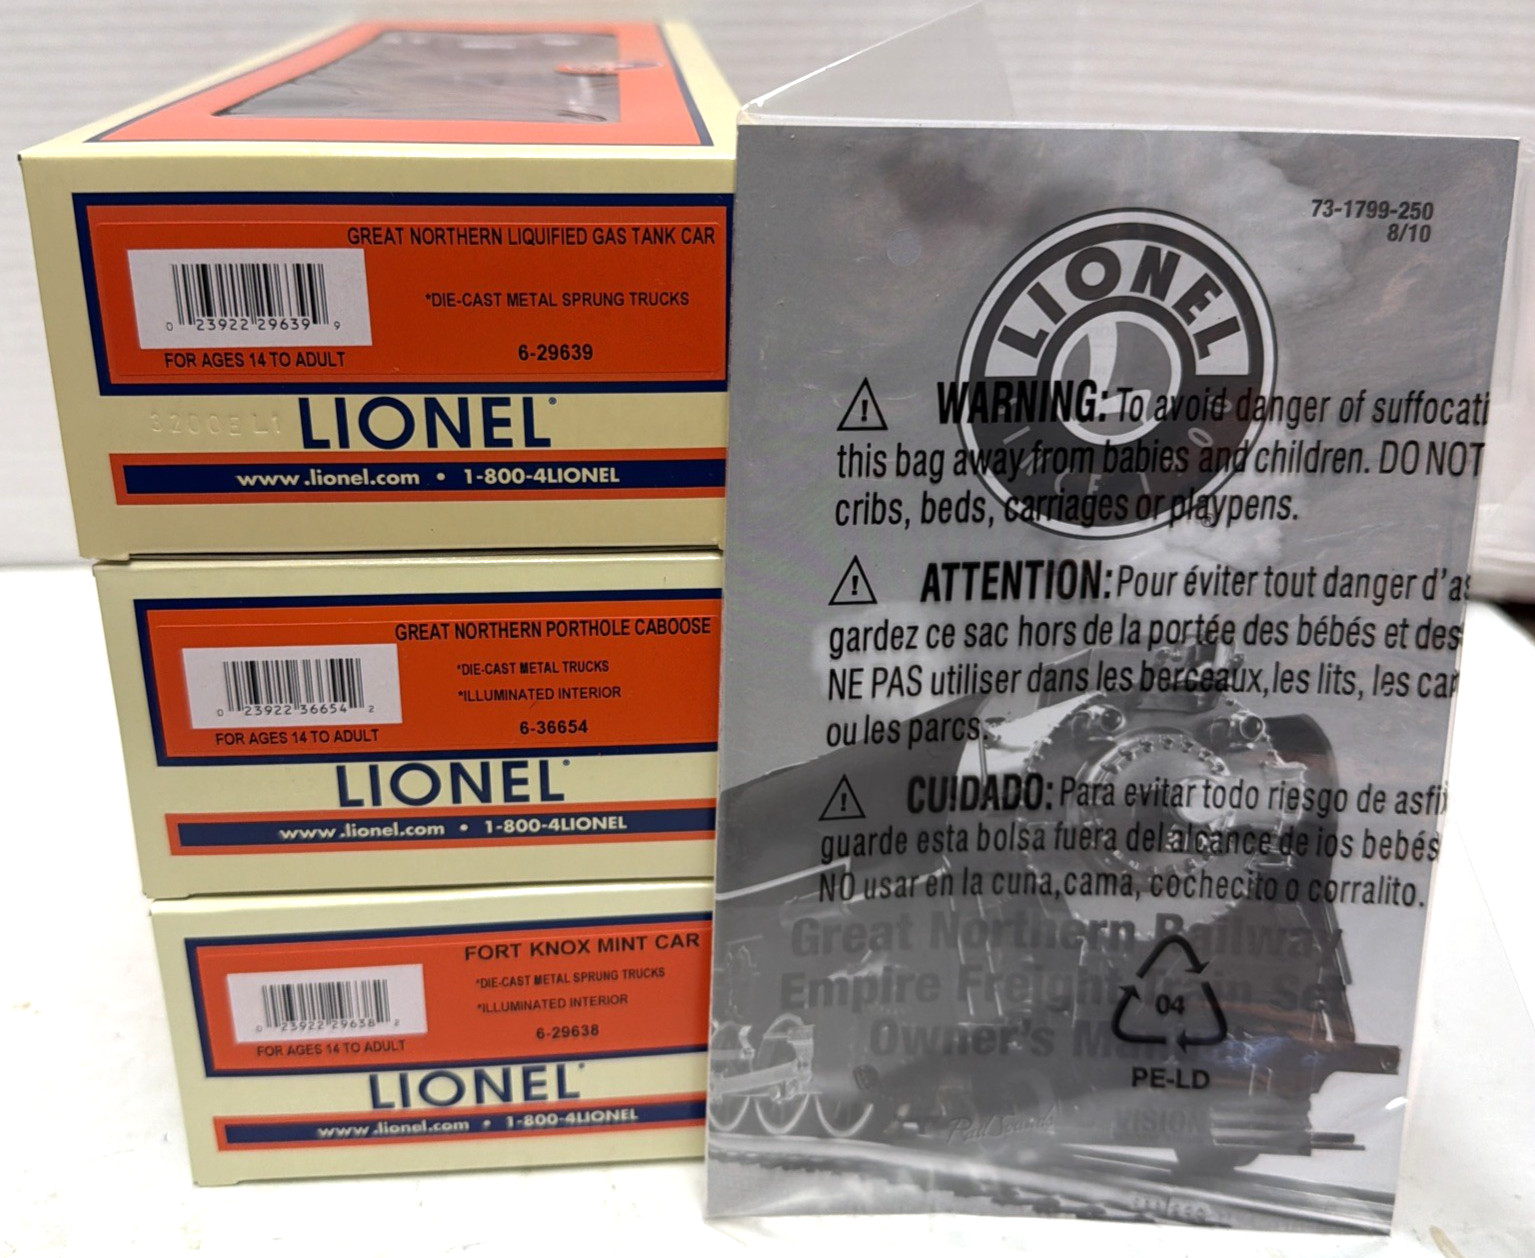 GREAT NORTHERN LIQUIFIED GAS TANK CAR
*DIE-CAST METAL SPRUNG TRUCKS
0 23922 29639 9
FOR AGES 14 TO ADULT
6-29639
3200E L1
LIONEL
www.lionel.com • 1-800-4LIONEL
GREAT NORTHERN PORTHOLE CABOOSE
*DIE-CAST METAL TRUCKS
*ILLUMINATED INTERIOR
0 23922 36654 2
FOR AGES 14 TO ADULT
6-36654
LIONEL
www.lionel.com • 1-800-4LIONEL
FORT KNOX MINT CAR
*DIE-CAST METAL SPRUNG TRUCKS
*ILLUMINATED INTERIOR
0 23922 29638 2
FOR AGES 14 TO ADULT
6-29638
LIONEL
www.lionel.com • 1-800-4LIONEL
73-1799-250
8/10
LIONEL
WARNING: To avoid danger of suffocati
this bag away from babies and children. DO NOT
cribs, beds, carriages or playpens.
ATTENTION: Pour éviter tout danger d'as
gardez ce sac hors de la portée des bébés et des
NE PAS utiliser dans les berceaux, les lits, les car
ou les parcs.
CUIDADO: Para evitar todo riesgo de asfix
guarde esta bolsa fuera del alcance de ios bebés
NO usar en la cuna, cama, cochecito o corralito.
Great Northern Railway
Empire Freight Train Set
Owner's Manual
04
PE-LD
RailSounds
VISION